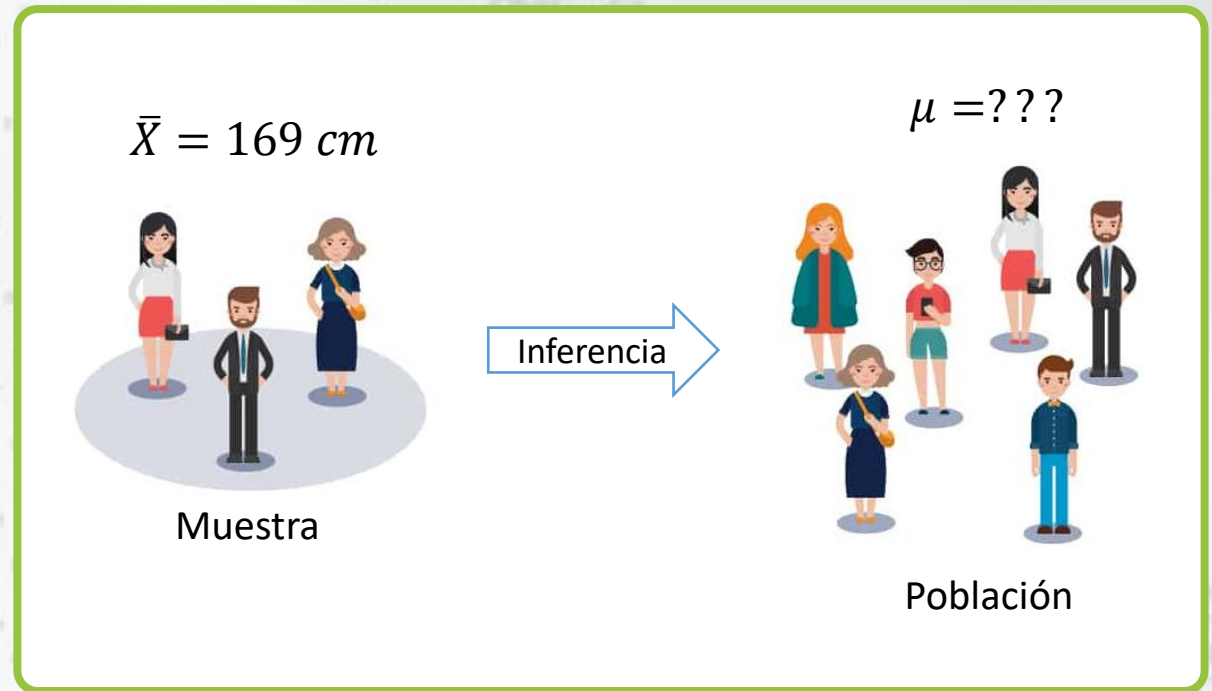 X̄ = 169 cm
μ =???
Inferencia
Muestra
Población